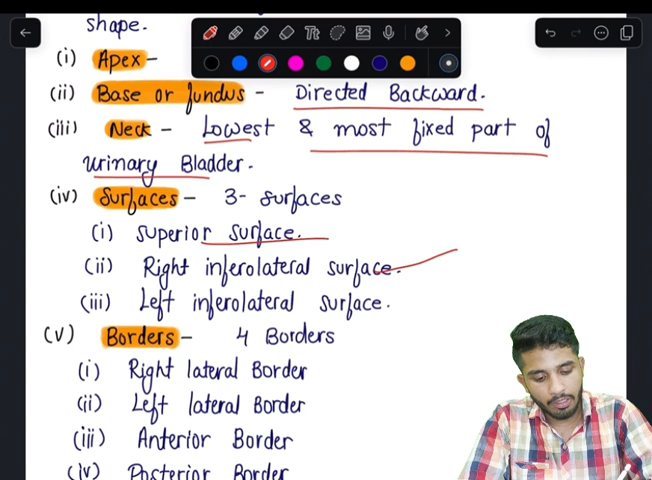 shape.
(i) Apex -
(ii) Base or fundus - Directed Backward.
(iii) Neck - Lowest & most fixed part of
urinary Bladder.
(iv) Surfaces - 3- surfaces
(i) superior surface.
(ii) Right inferolateral surface.
(iii) Left inferolateral surface.
(v) Borders - 4 Borders
(i) Right lateral Border
(ii) Left lateral Border
(iii) Anterior Border
(iv) Posterior Border